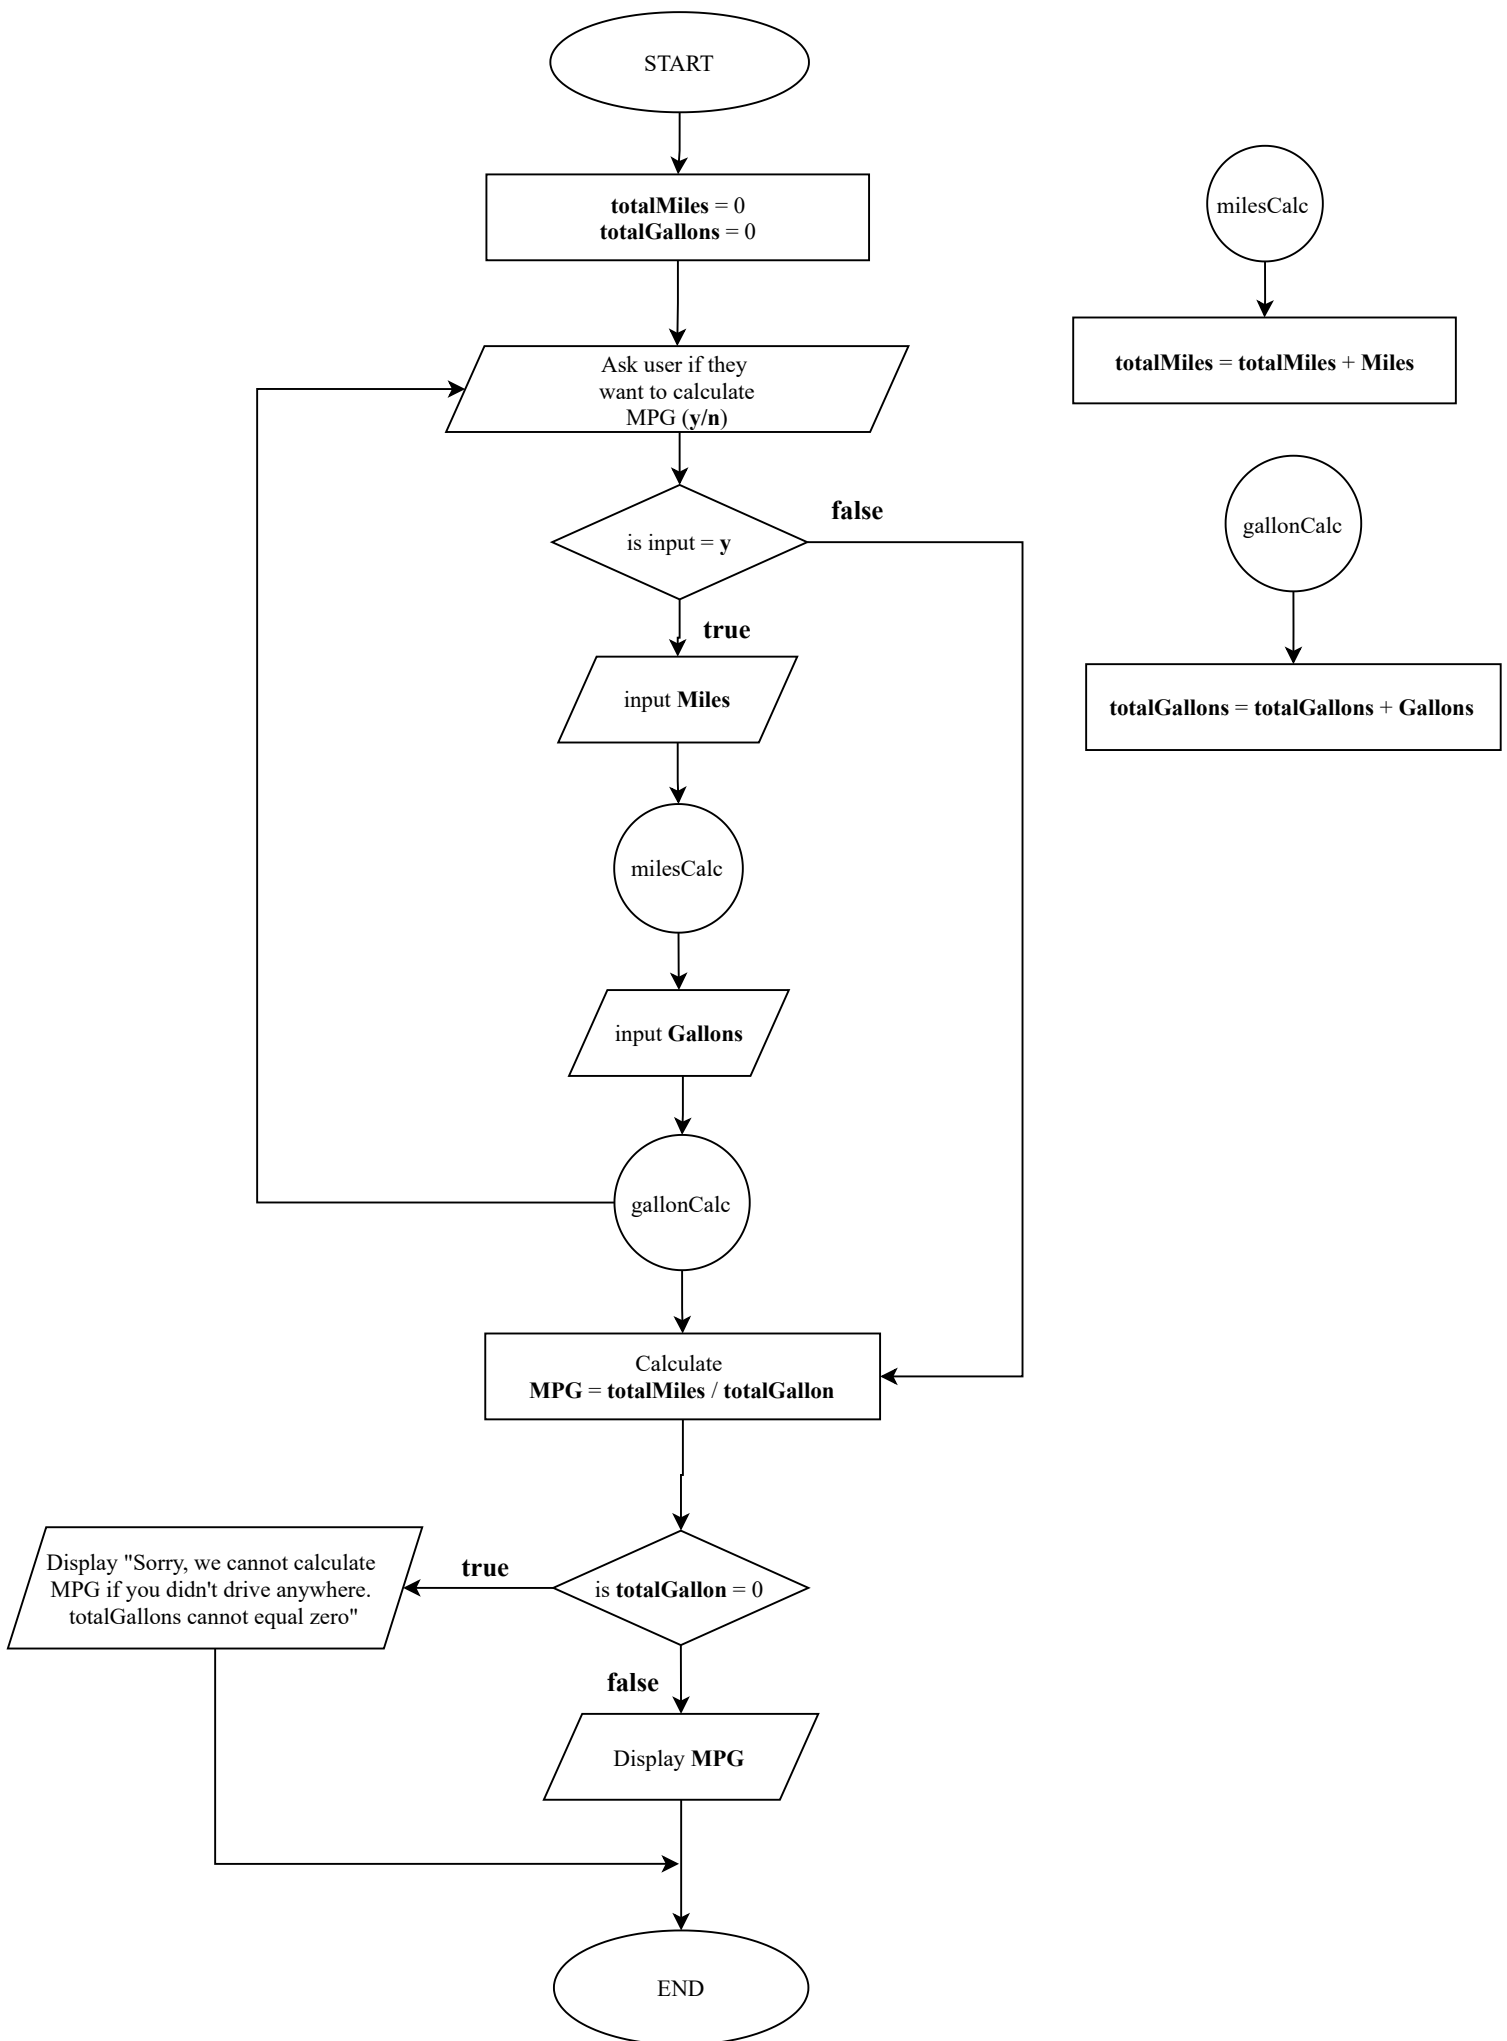 START
totalMiles = 0
totalGallons = 0
Ask user if they
want to calculate
MPG (y/n)
is input = y
false
true
input Miles
milesCalc
input Gallons
gallonCalc
Calculate
MPG = totalMiles / totalGallon
is totalGallon = 0
true
Display "Sorry, we cannot calculate
MPG if you didn't drive anywhere.
totalGallons cannot equal zero"
false
Display MPG
END
milesCalc
totalMiles = totalMiles + Miles
gallonCalc
totalGallons = totalGallons + Gallons